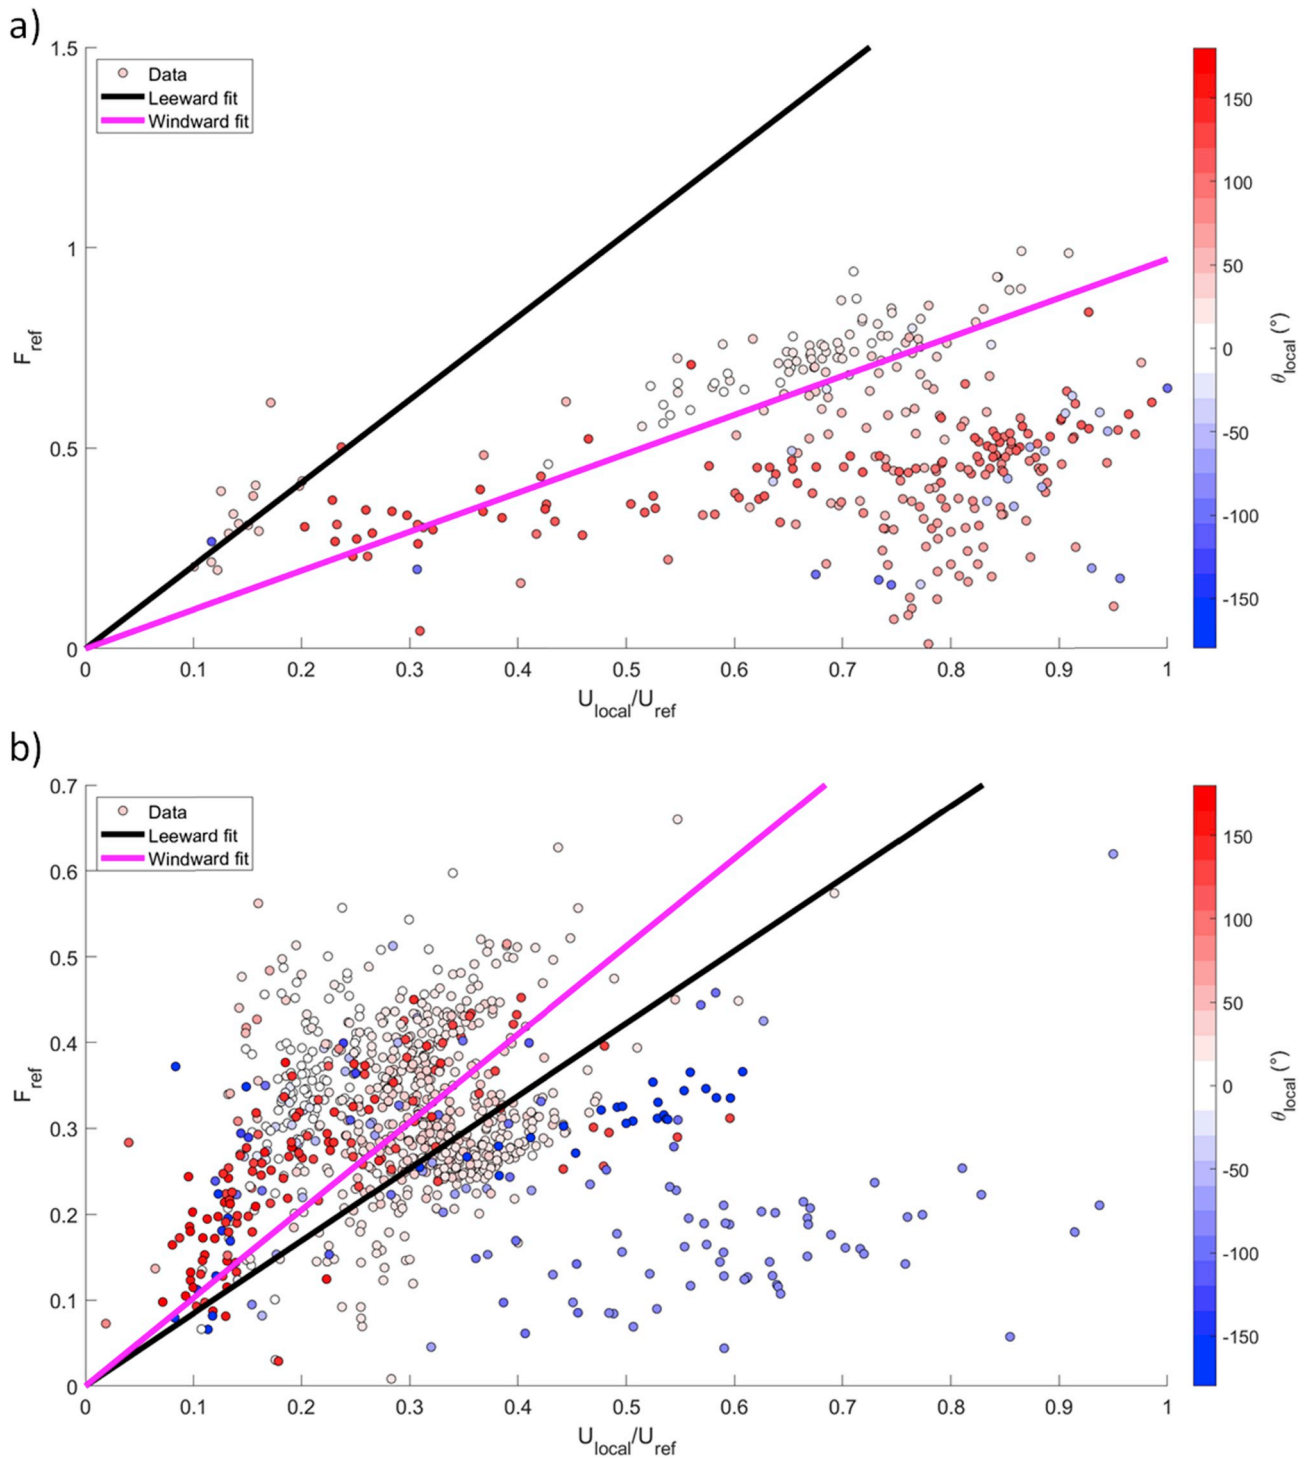 a)
1.5
1
0.5
0
F_ref
Data
Leeward fit
Windward fit
0 0.1 0.2 0.3 0.4 0.5 0.6 0.7 0.8 0.9 1
U_local/U_ref
150
100
50
0
-50
-100
-150
θ_local (°)
b)
0.7
0.6
0.5
0.4
0.3
0.2
0.1
0
F_ref
Data
Leeward fit
Windward fit
0 0.1 0.2 0.3 0.4 0.5 0.6 0.7 0.8 0.9 1
U_local/U_ref
150
100
50
0
-50
-100
-150
θ_local (°)